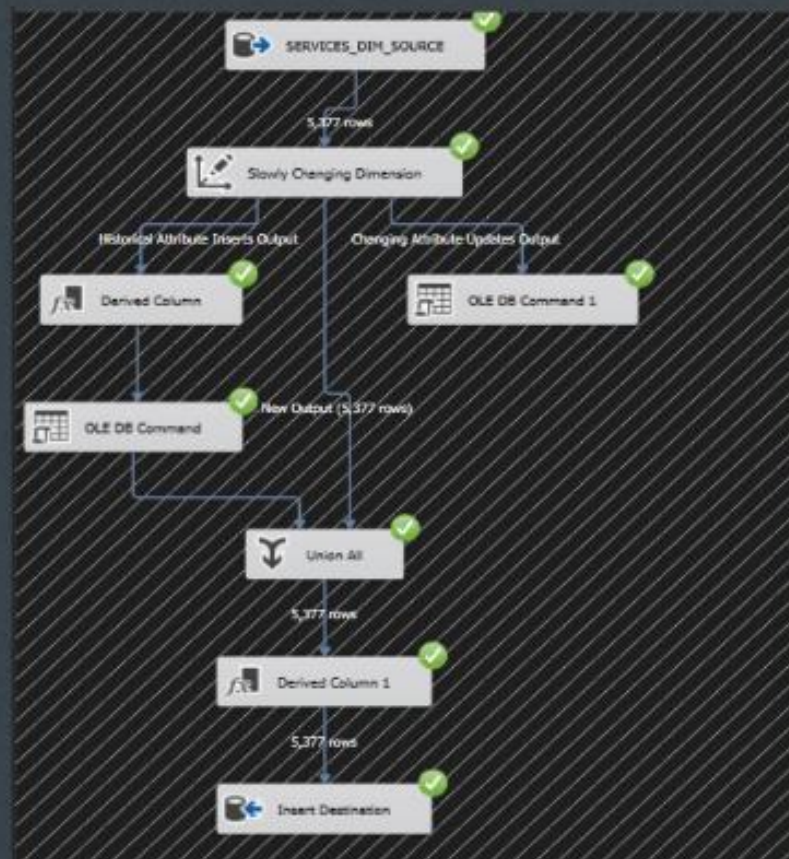 SERVICES_DIM_SOURCE
5,377 rows
Slowly Changing Dimension
Historical Attribute Inserts Output
Changing Attribute Updates Output
Derived Column
OLE DB Command 1
OLE DB Command
New Output (5,377 rows)
Union All
5,377 rows
Derived Column 1
5,377 rows
Insert Destination